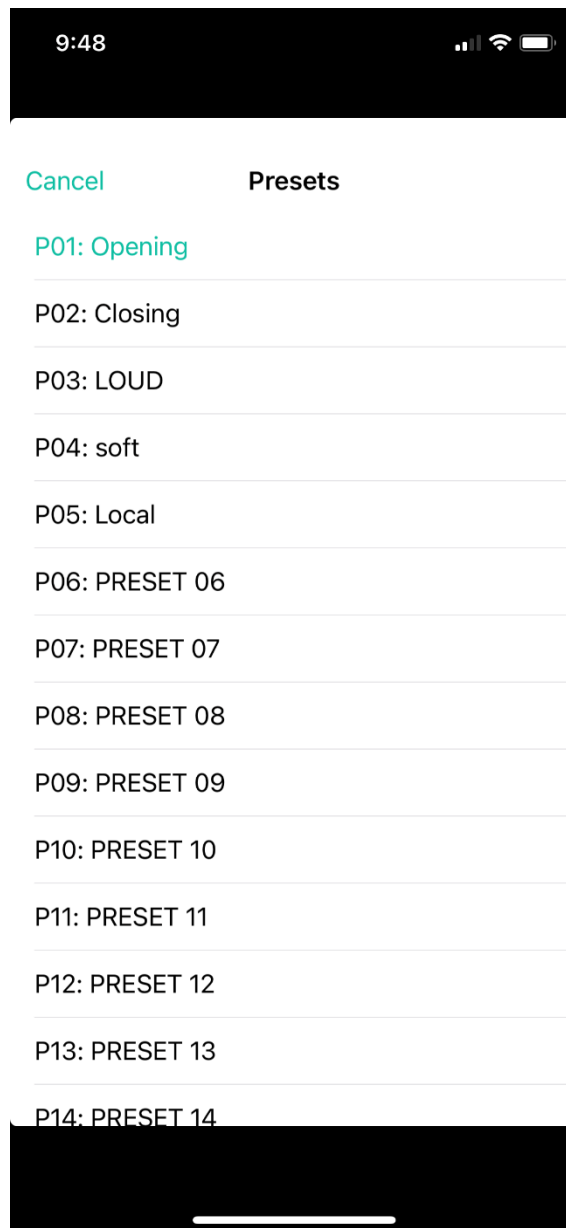 9:48
Cancel
Presets
P01: Opening
P02: Closing
P03: LOUD
P04: soft
P05: Local
P06: PRESET 06
P07: PRESET 07
P08: PRESET 08
P09: PRESET 09
P10: PRESET 10
P11: PRESET 11
P12: PRESET 12
P13: PRESET 13
P14: PRESET 14